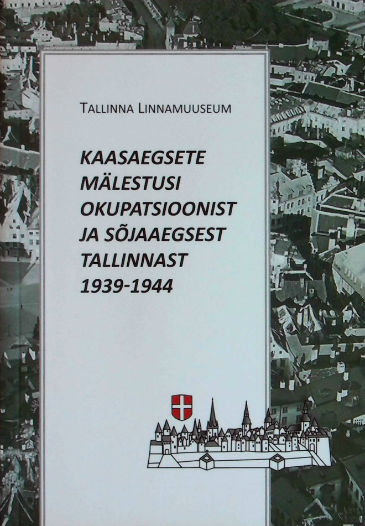 TALLINNA LINNAMUUSEUM
KAASAEGSETE
MÄLESTUSI
OKUPATSIOONIST
JA SÕJAAEGSEST
TALLINNAST
1939-1944